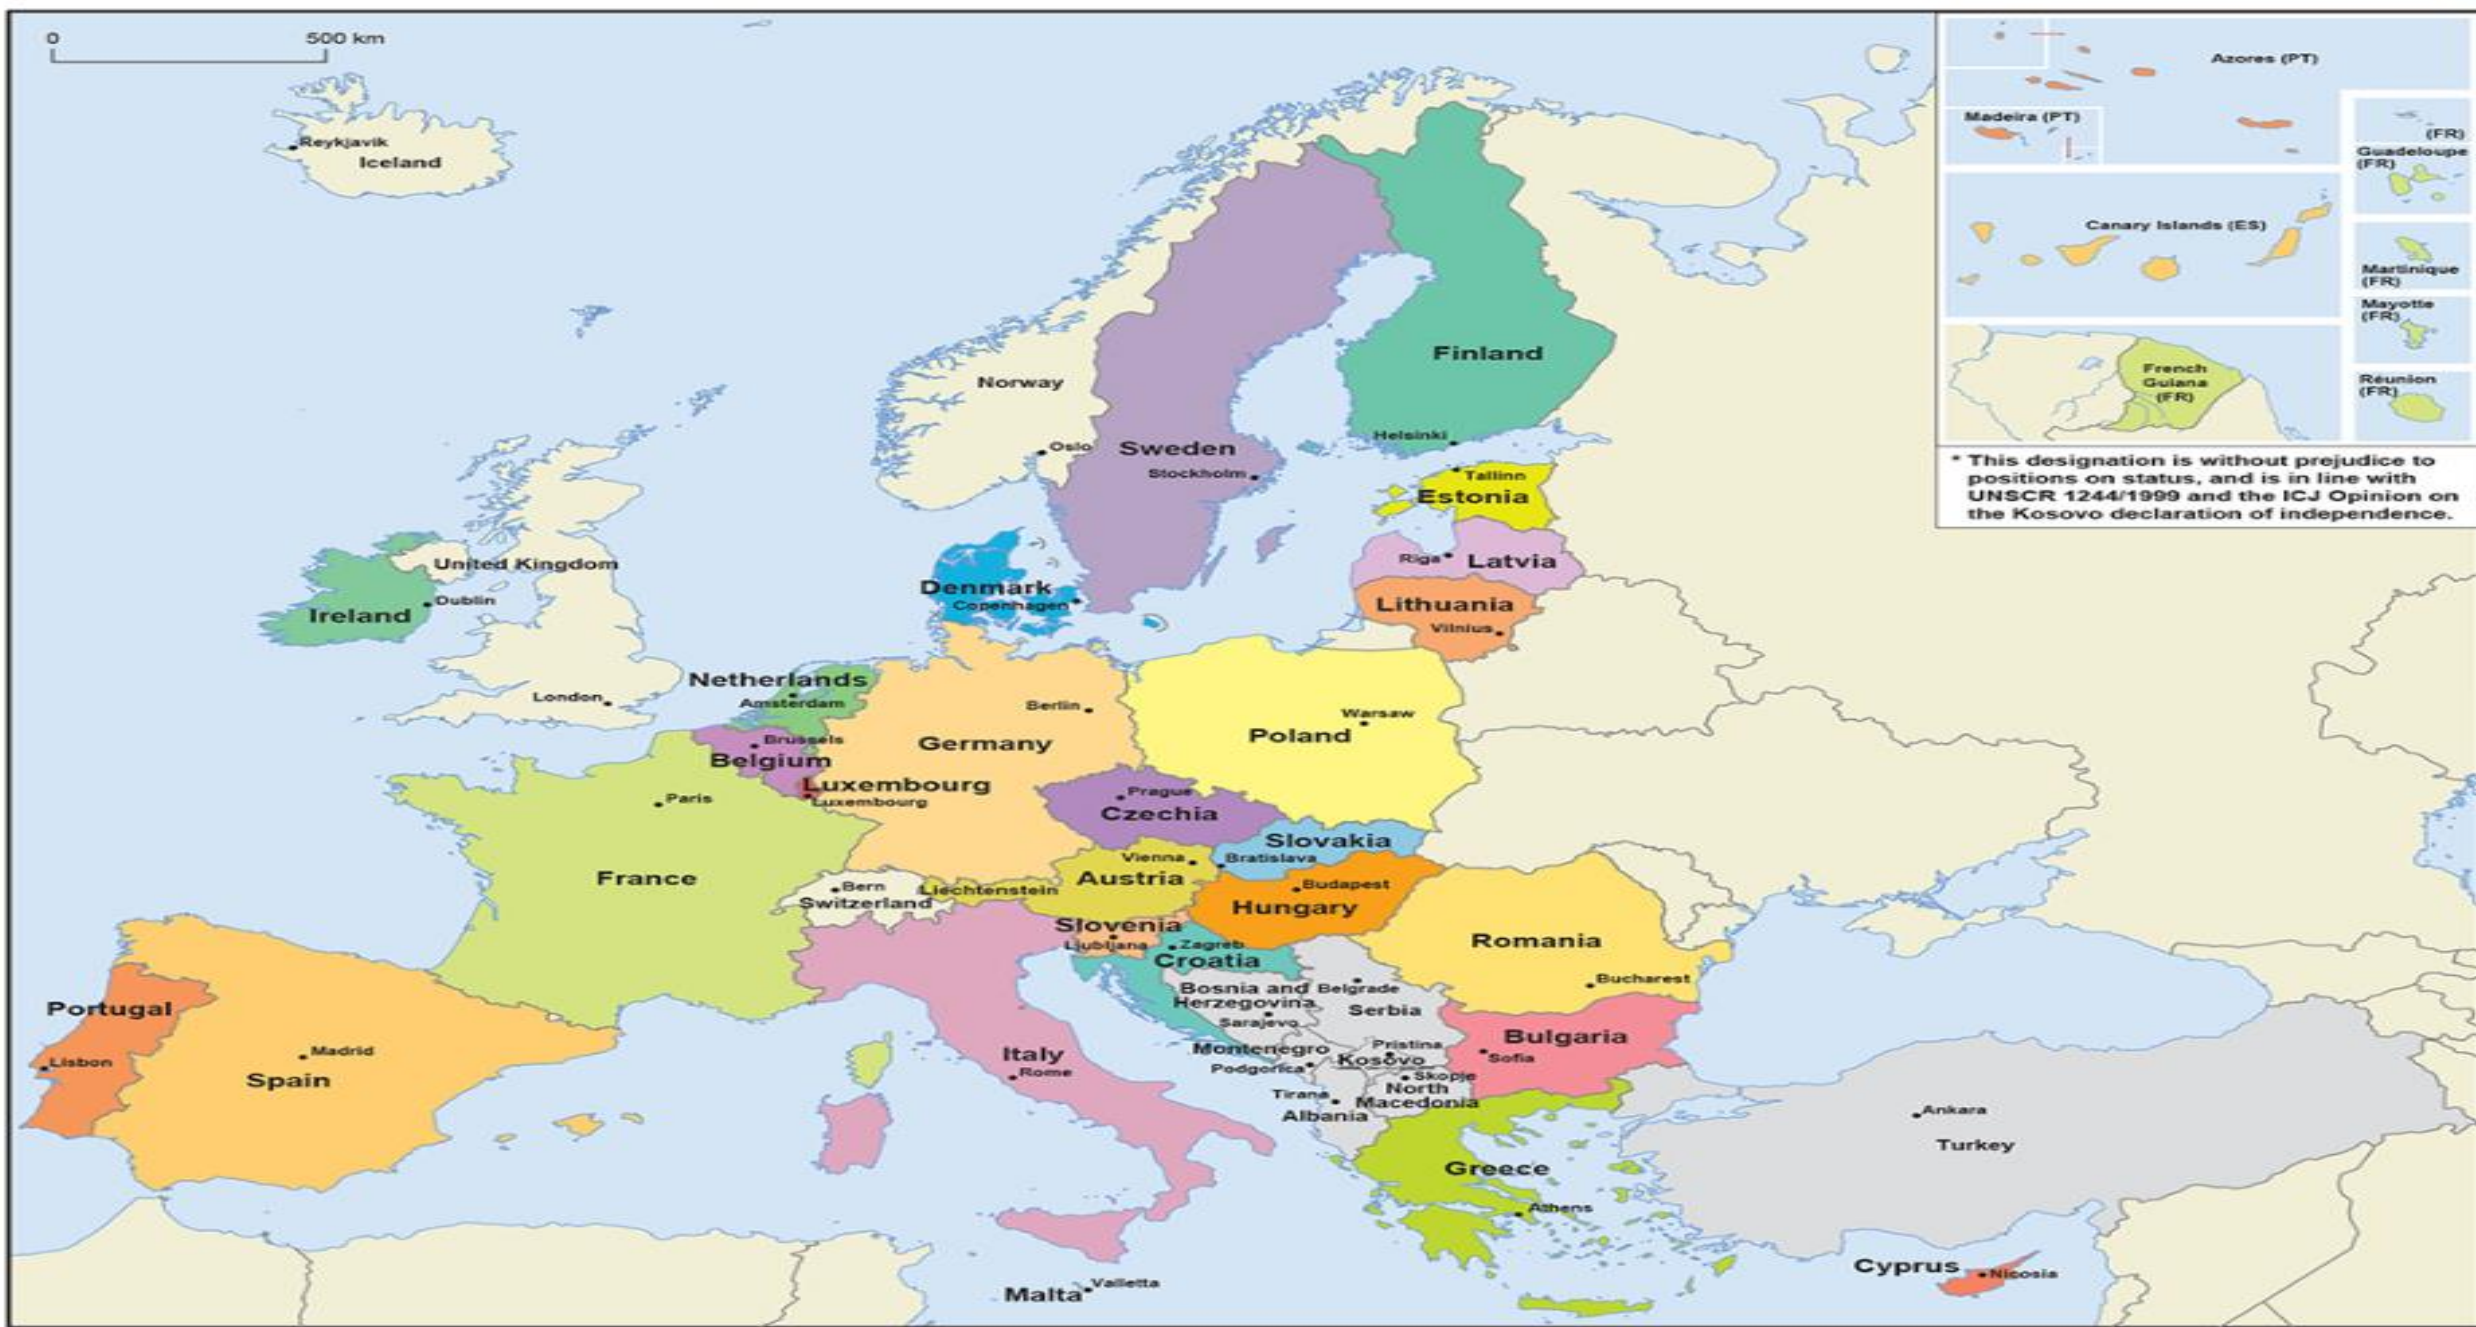 0 500 km
Azores (PT)
Madeira (PT)
(FR)
Guadeloupe
(FR)
Canary Islands (ES)
Martinique
(FR)
Mayotte
(FR)
French
Guiana
(FR)
Réunion
(FR)
* This designation is without prejudice to
positions on status, and is in line with
UNSCR 1244/1999 and the ICJ Opinion on
the Kosovo declaration of independence.
Reykjavik
Iceland
Finland
Norway
Helsinki
Oslo
Sweden
Stockholm
Tallinn
Estonia
United Kingdom
Riga
Latvia
Denmark
Copenhagen
Dublin
Ireland
Lithuania
Vilnius
Netherlands
Amsterdam
London
Berlin
Warsaw
Poland
Germany
Brussels
Belgium
Luxembourg
Luxembourg
Paris
Prague
Czechia
Slovakia
Bratislava
Vienna
Austria
France
Bern
Switzerland
Liechtenstein
Budapest
Hungary
Slovenia
Ljubljana
Zagreb
Croatia
Romania
Bucharest
Bosnia and
Herzegovina
Sarajevo
Belgrade
Serbia
Portugal
Lisbon
Madrid
Spain
Italy
Rome
Montenegro
Podgorica
Pristina
Kosovo
Bulgaria
Sofia
Skopje
North
Macedonia
Tirana
Albania
Ankara
Turkey
Greece
Athens
Cyprus
Nicosia
Malta
Valletta